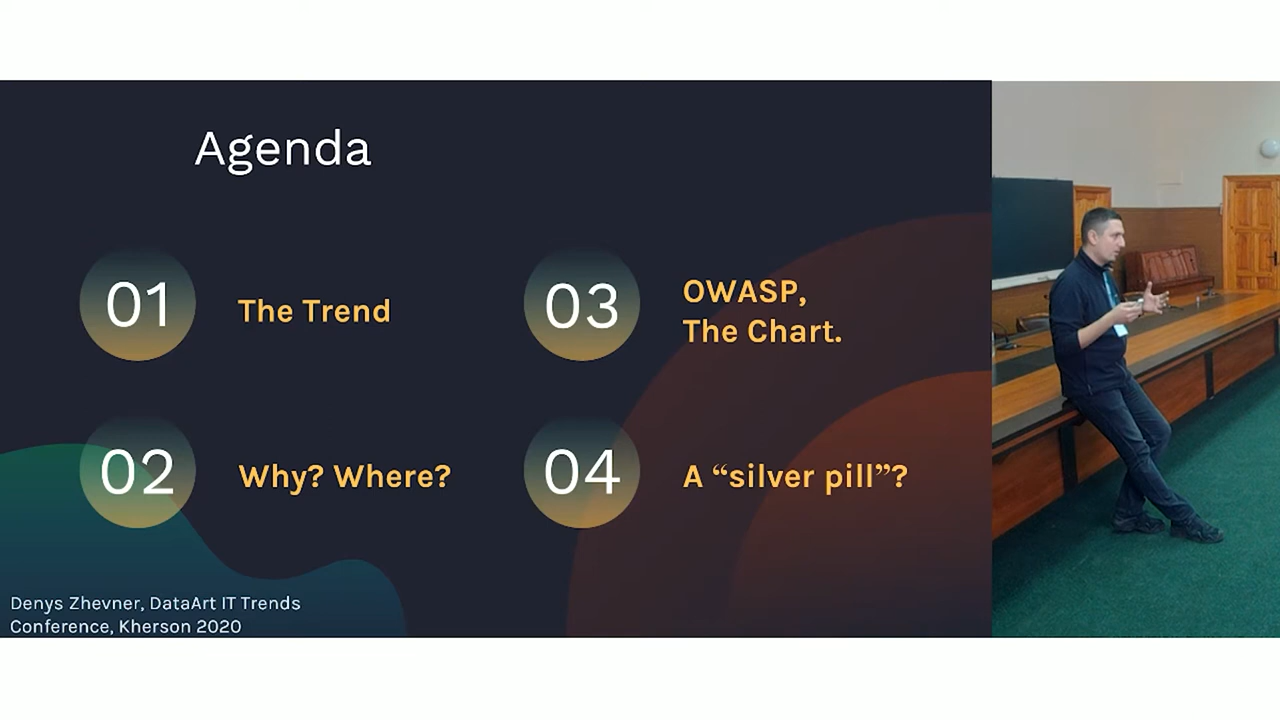 Agenda
01
The Trend
02
Why? Where?
03
OWASP,
The Chart.
04
A “silver pill”?
Denys Zhevner, DataArt IT Trends
Conference, Kherson 2020